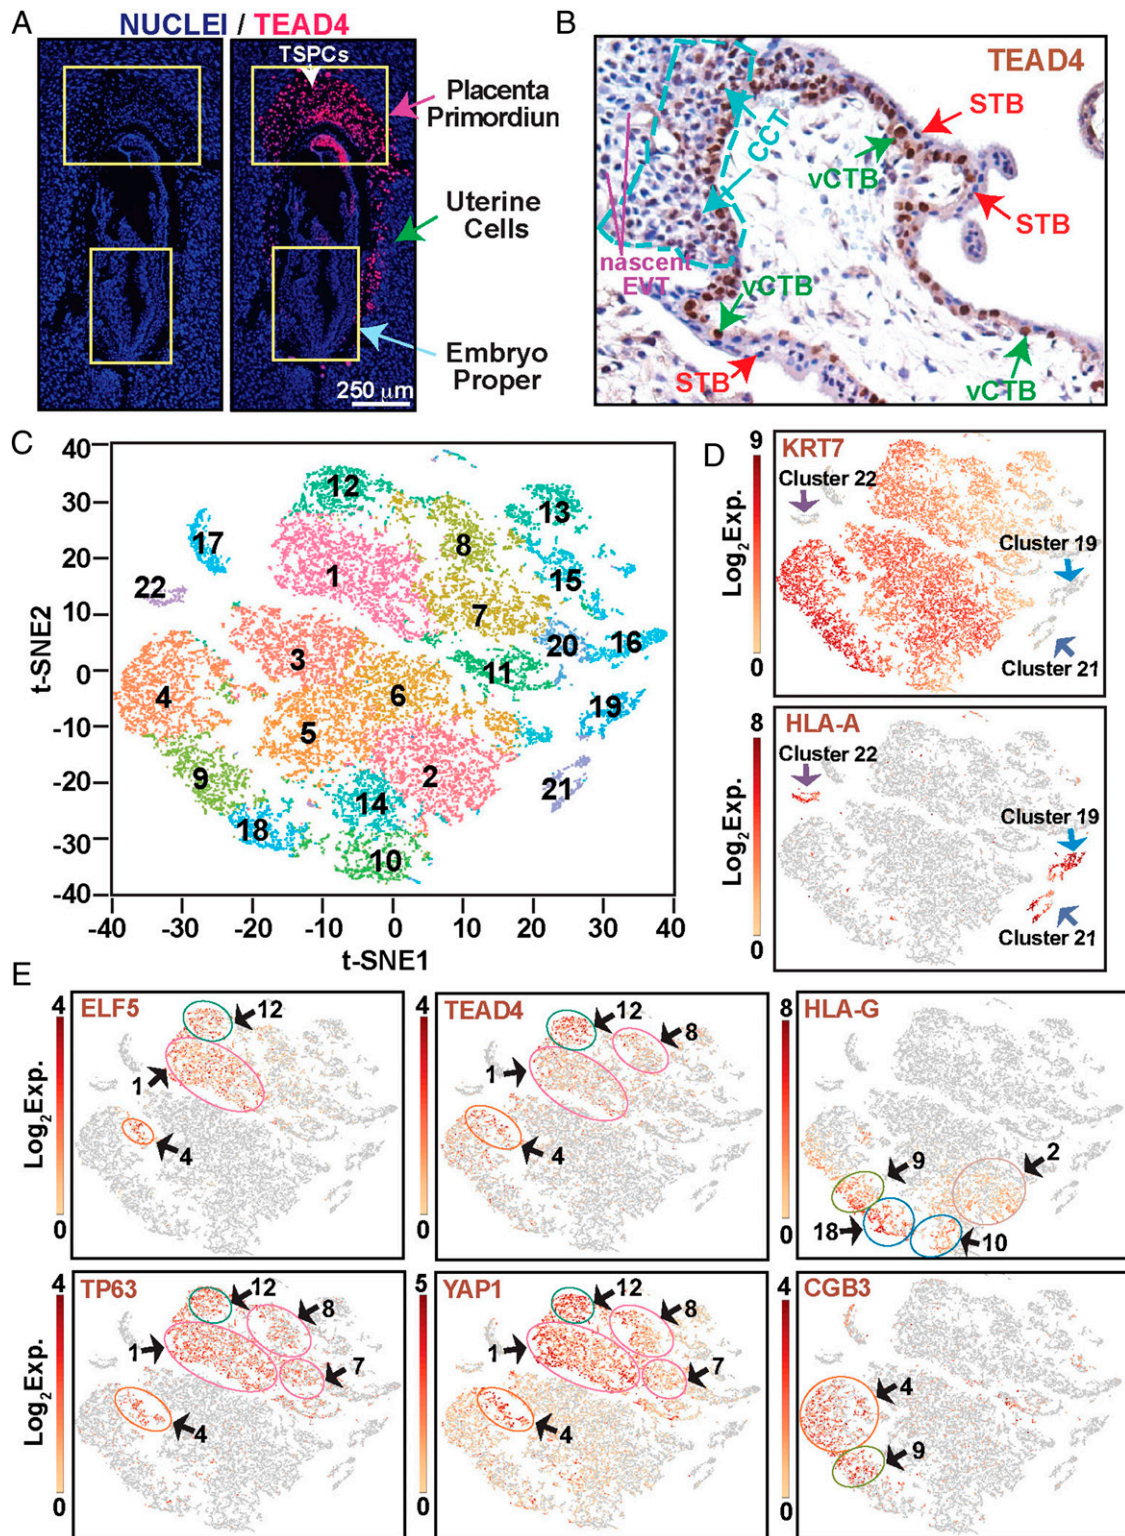 A
NUCLEI / TEAD4
TSPCs
Placenta
Primordiun
Uterine
Cells
Embryo
Proper
250 µm
B
TEAD4
STB
CCT
vCTB
STB
nascent
EVT
vCTB
STB
vCTB
C
40
30
20
10
0
-10
-20
-30
-40
t-SNE2
-40 -30 -20 -10 0 10 20 30 40
t-SNE1
12
13
17
8
1
15
22
7
20
16
3
11
4
6
19
5
9
2
21
14
18
10
D
9
KRT7
Cluster 22
Log2Exp.
Cluster 19
0
Cluster 21
8
HLA-A
Cluster 22
Log2Exp.
Cluster 19
0
Cluster 21
E
4
ELF5
12
1
4
Log2Exp.
0
4
TEAD4
12
8
1
4
0
8
HLA-G
2
9
18
10
0
4
TP63
12
8
1
7
4
Log2Exp.
0
5
YAP1
12
8
1
7
4
0
4
CGB3
4
9
0